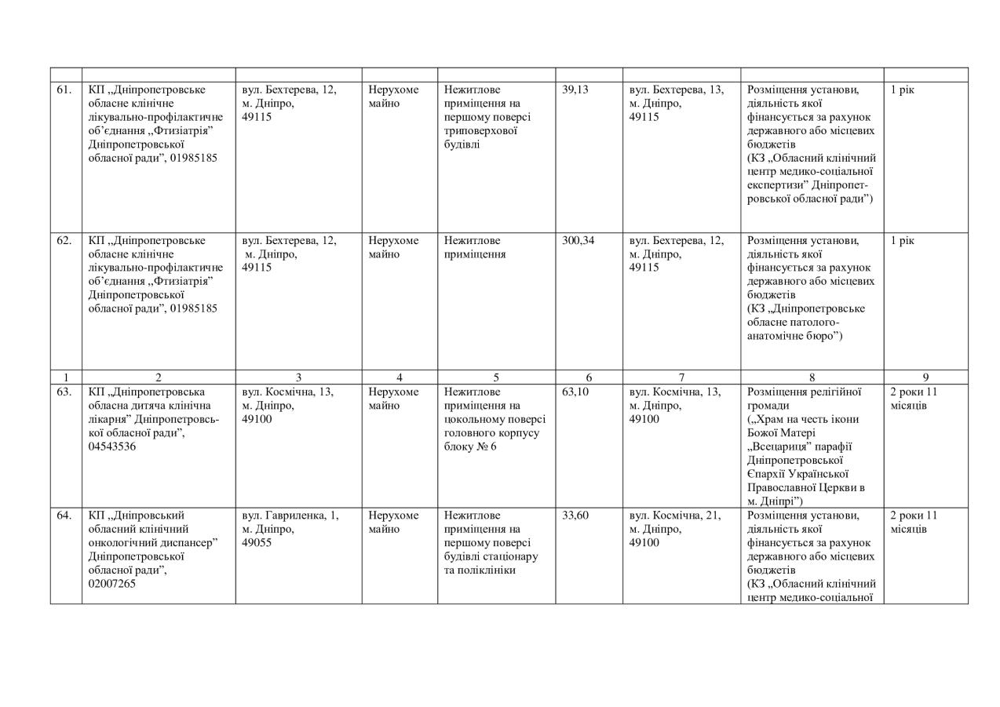 61.
КП „Дніпропетровське
обласне клінічне
лікувально-профілактичне
об’єднання „Фтизіатрія”
Дніпропетровської
обласної ради”, 01985185
вул. Бехтерева, 12,
м. Дніпро,
49115
Нерухоме
майно
Нежитлове
приміщення на
першому поверсі
триповерхової
будівлі
39,13
вул. Бехтерева, 13,
м. Дніпро,
49115
Розміщення установи,
діяльність якої
фінансується за рахунок
державного або місцевих
бюджетів
(КЗ „Обласний клінічний
центр медико-соціальної
експертизи” Дніпропет-
ровської обласної ради”)
1 рік
62.
КП „Дніпропетровське
обласне клінічне
лікувально-профілактичне
об’єднання „Фтизіатрія”
Дніпропетровської
обласної ради”, 01985185
вул. Бехтерева, 12,
м. Дніпро,
49115
Нерухоме
майно
Нежитлове
приміщення
300,34
вул. Бехтерева, 12,
м. Дніпро,
49115
Розміщення установи,
діяльність якої
фінансується за рахунок
державного або місцевих
бюджетів
(КЗ „Дніпропетровське
обласне патолого-
анатомічне бюро”)
1 рік
1 2 3 4 5 6 7 8 9
63.
КП „Дніпропетровська
обласна дитяча клінічна
лікарня” Дніпропетровсь-
кої обласної ради”,
04543536
вул. Космічна, 13,
м. Дніпро,
49100
Нерухоме
майно
Нежитлове
приміщення на
цокольному поверсі
головного корпусу
блоку № 6
63,10
вул. Космічна, 13,
м. Дніпро,
49100
Розміщення релігійної
громади
(„Храм на честь ікони
Божої Матері
„Всецариця” парафії
Дніпропетровської
Єпархії Української
Православної Церкви в
м. Дніпрі”)
2 роки 11
місяців
64.
КП „Дніпровський
обласний клінічний
онкологічний диспансер”
Дніпропетровської
обласної ради”,
02007265
вул. Гавриленка, 1,
м. Дніпро,
49055
Нерухоме
майно
Нежитлове
приміщення на
першому поверсі
будівлі стаціонару
та поліклініки
33,60
вул. Космічна, 21,
м. Дніпро,
49100
Розміщення установи,
діяльність якої
фінансується за рахунок
державного або місцевих
бюджетів
(КЗ „Обласний клінічний
центр медико-соціальної
2 роки 11
місяців